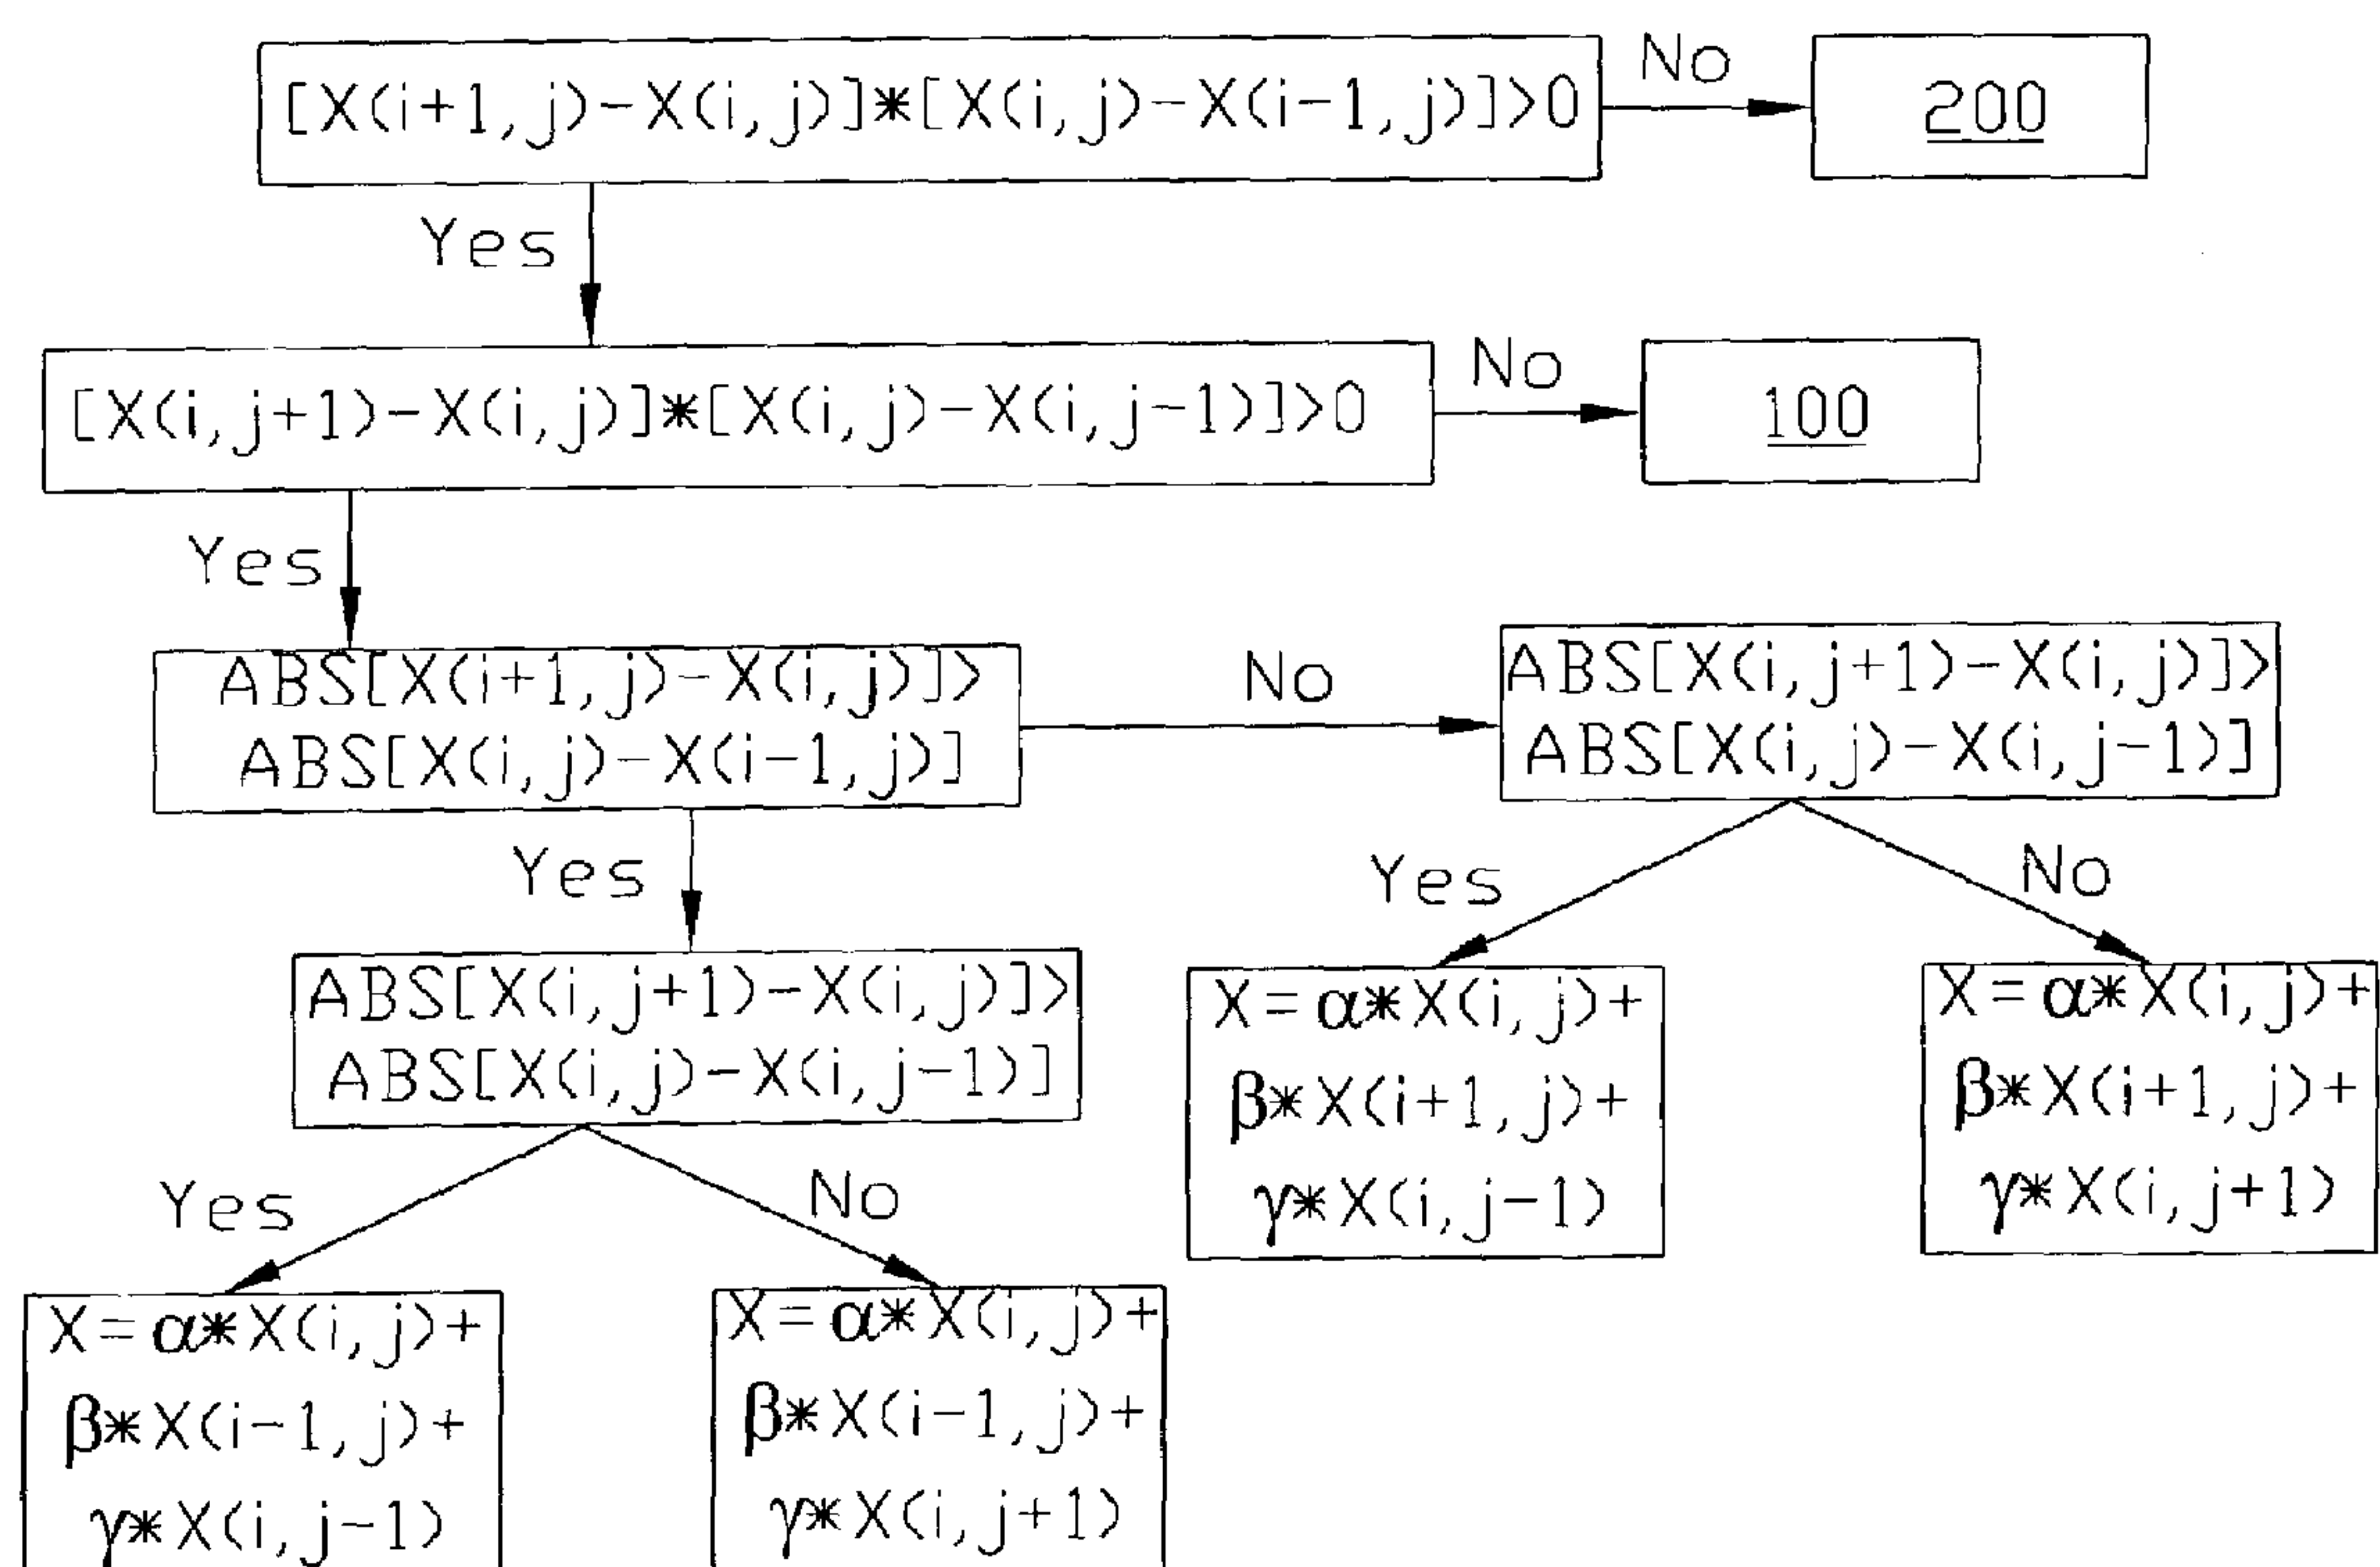 [X(i+1,j)-X(i,j)]*[X(i,j)-X(i-1,j)]>0
No
200
Yes
[X(i,j+1)-X(i,j)]*[X(i,j)-X(i,j-1)]>0
No
100
Yes
ABS[X(i+1,j)-X(i,j)]>
ABS[X(i,j)-X(i-1,j)]
No
ABS[X(i,j+1)-X(i,j)]>
ABS[X(i,j)-X(i,j-1)]
Yes
Yes
No
ABS[X(i,j+1)-X(i,j)]>
ABS[X(i,j)-X(i,j-1)]
X=α*X(i,j)+
β*X(i+1,j)+
γ*X(i,j-1)
X=α*X(i,j)+
β*X(i+1,j)+
γ*X(i,j+1)
Yes
No
X=α*X(i,j)+
β*X(i-1,j)+
γ*X(i,j-1)
X=α*X(i,j)+
β*X(i-1,j)+
γ*X(i,j+1)